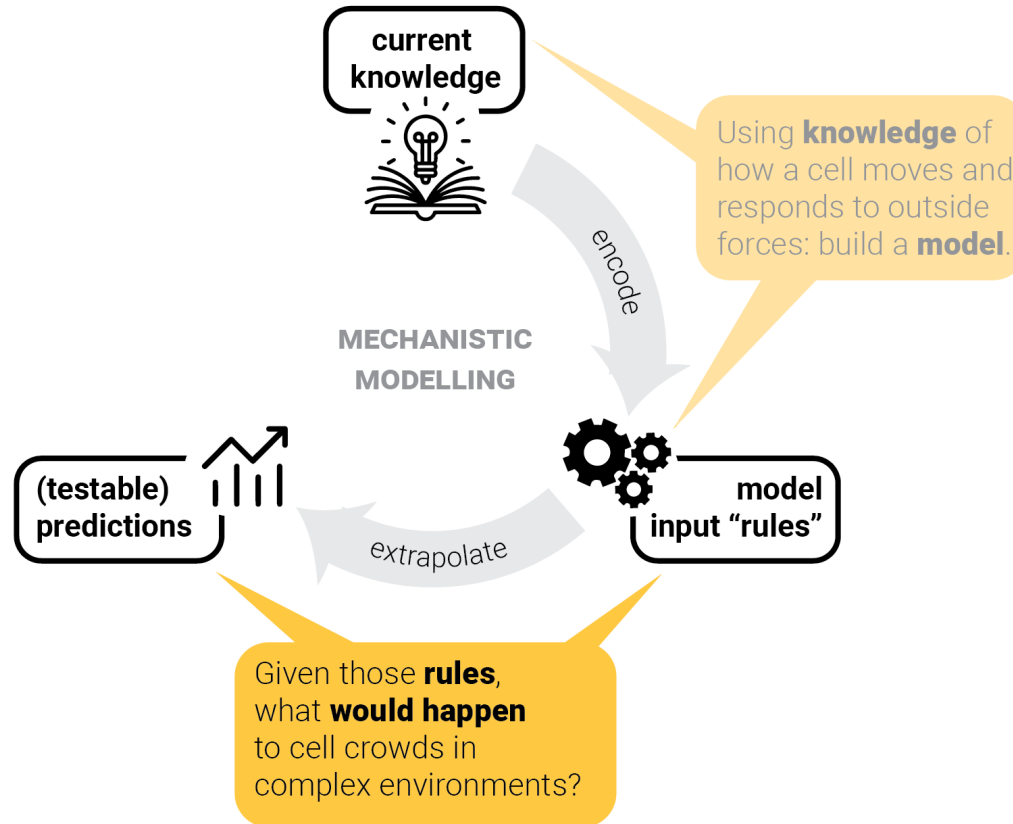 current
knowledge
Using knowledge of
how a cell moves and
responds to outside
forces: build a model.
encode
MECHANISTIC
MODELLING
(testable)
predictions
model
input “rules”
extrapolate
Given those rules,
what would happen
to cell crowds in
complex environments?